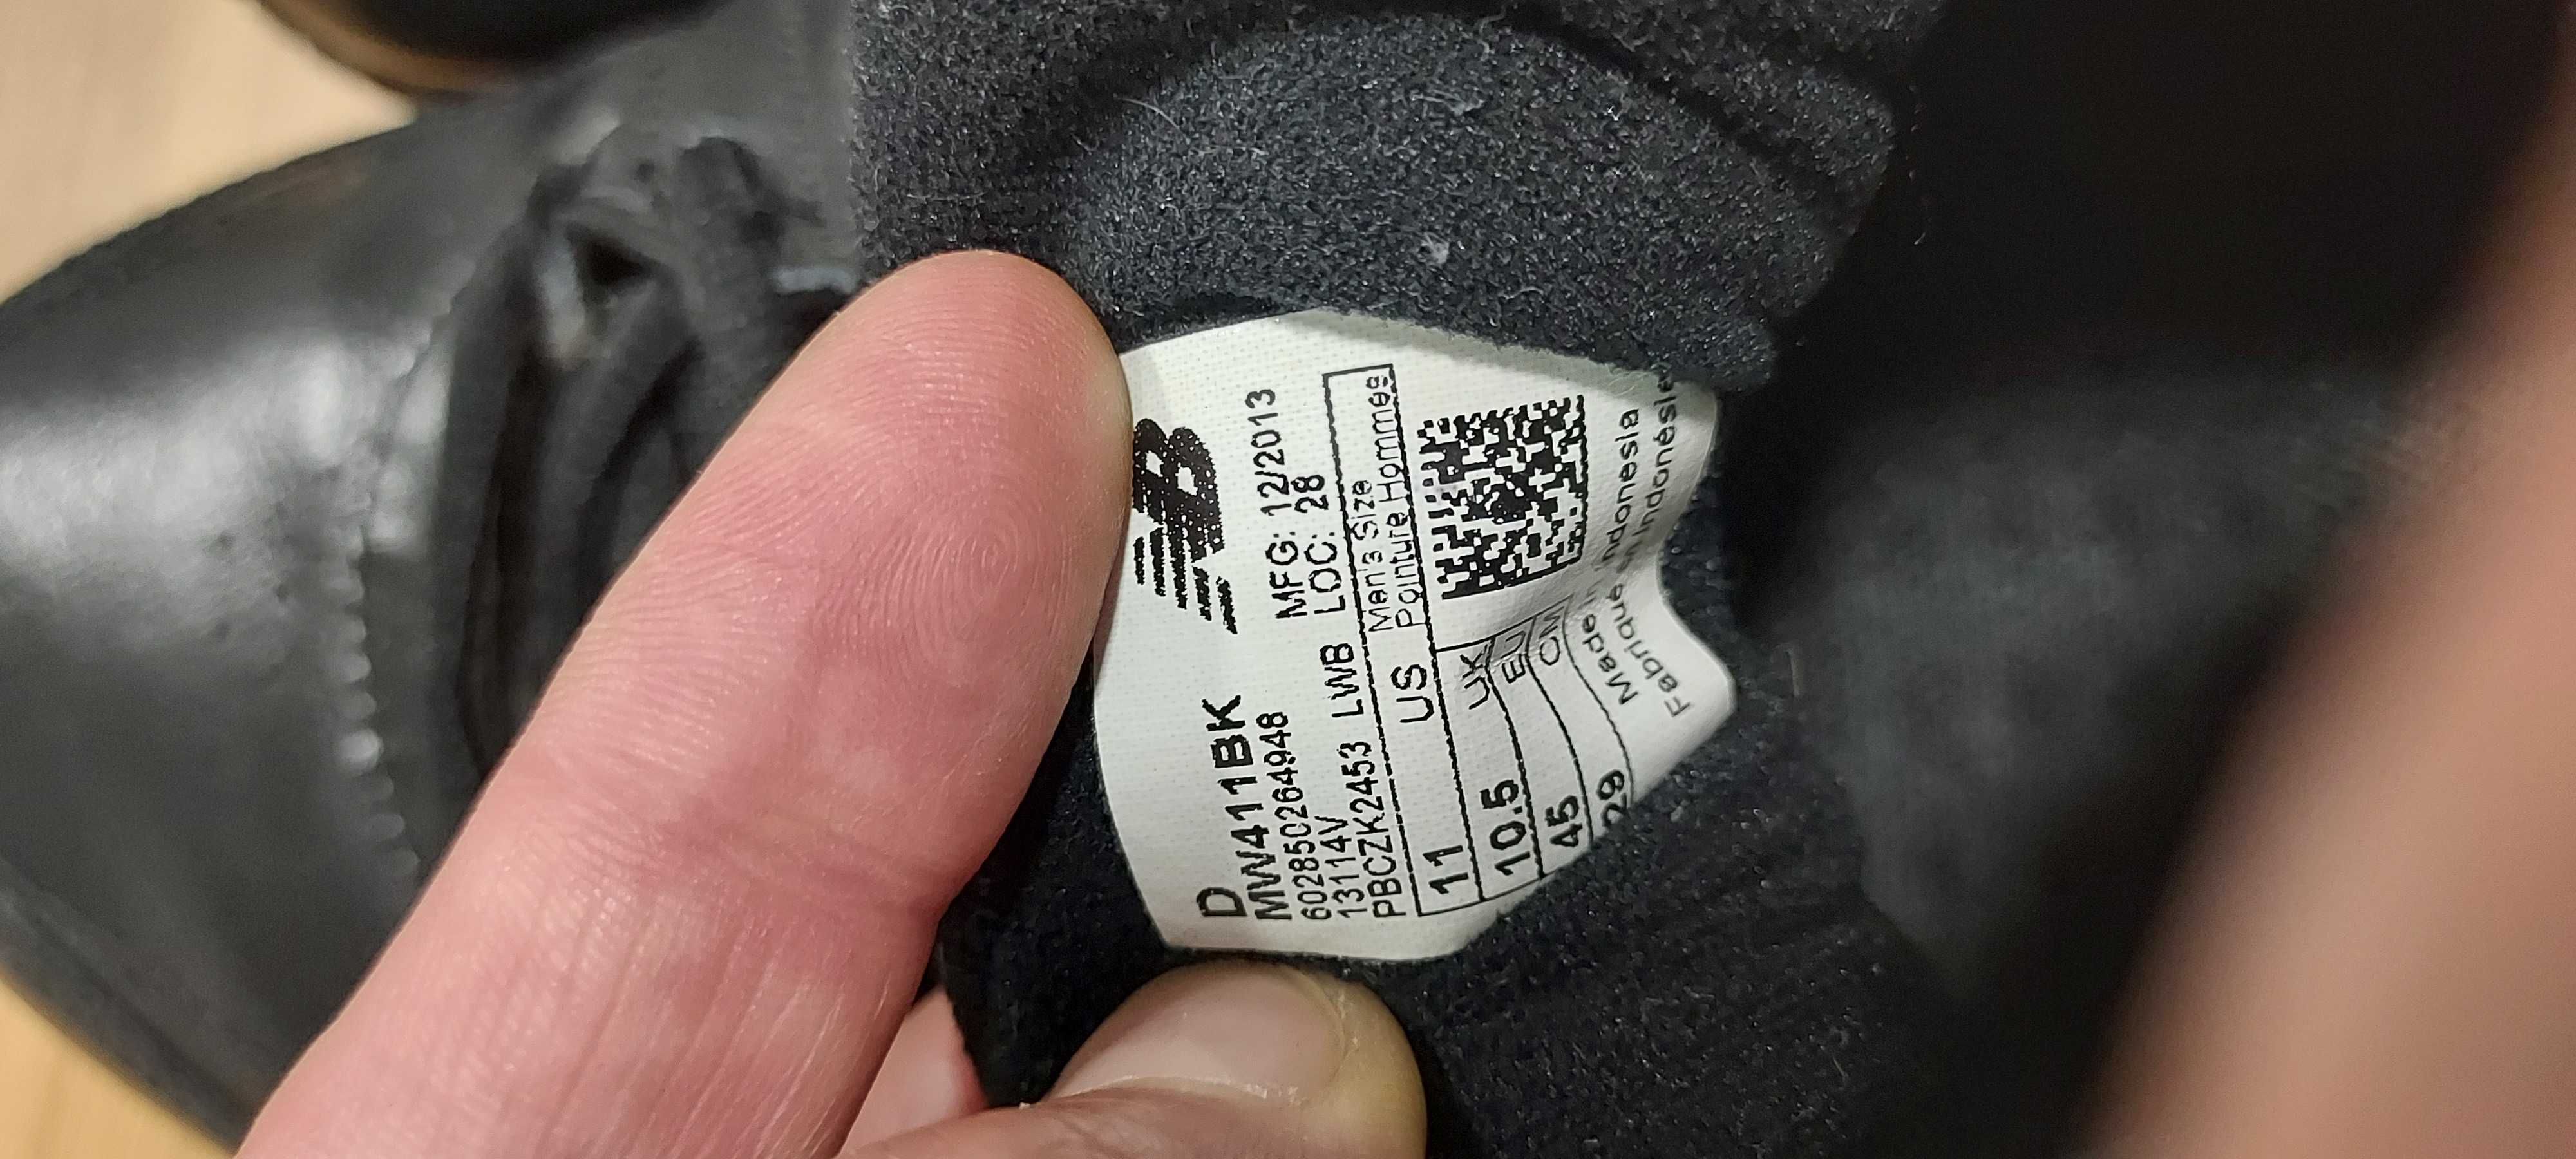 NB
D
MW411BK
602850264948
MFG: 12/2013
13114V
LOC: 28
PBCZK2453 LWB
11 US
Men's Size
Pointure Hommes
10.5 UK
45 EU
29 CM
Made in Indonesia
Fabriqué en Indonésie